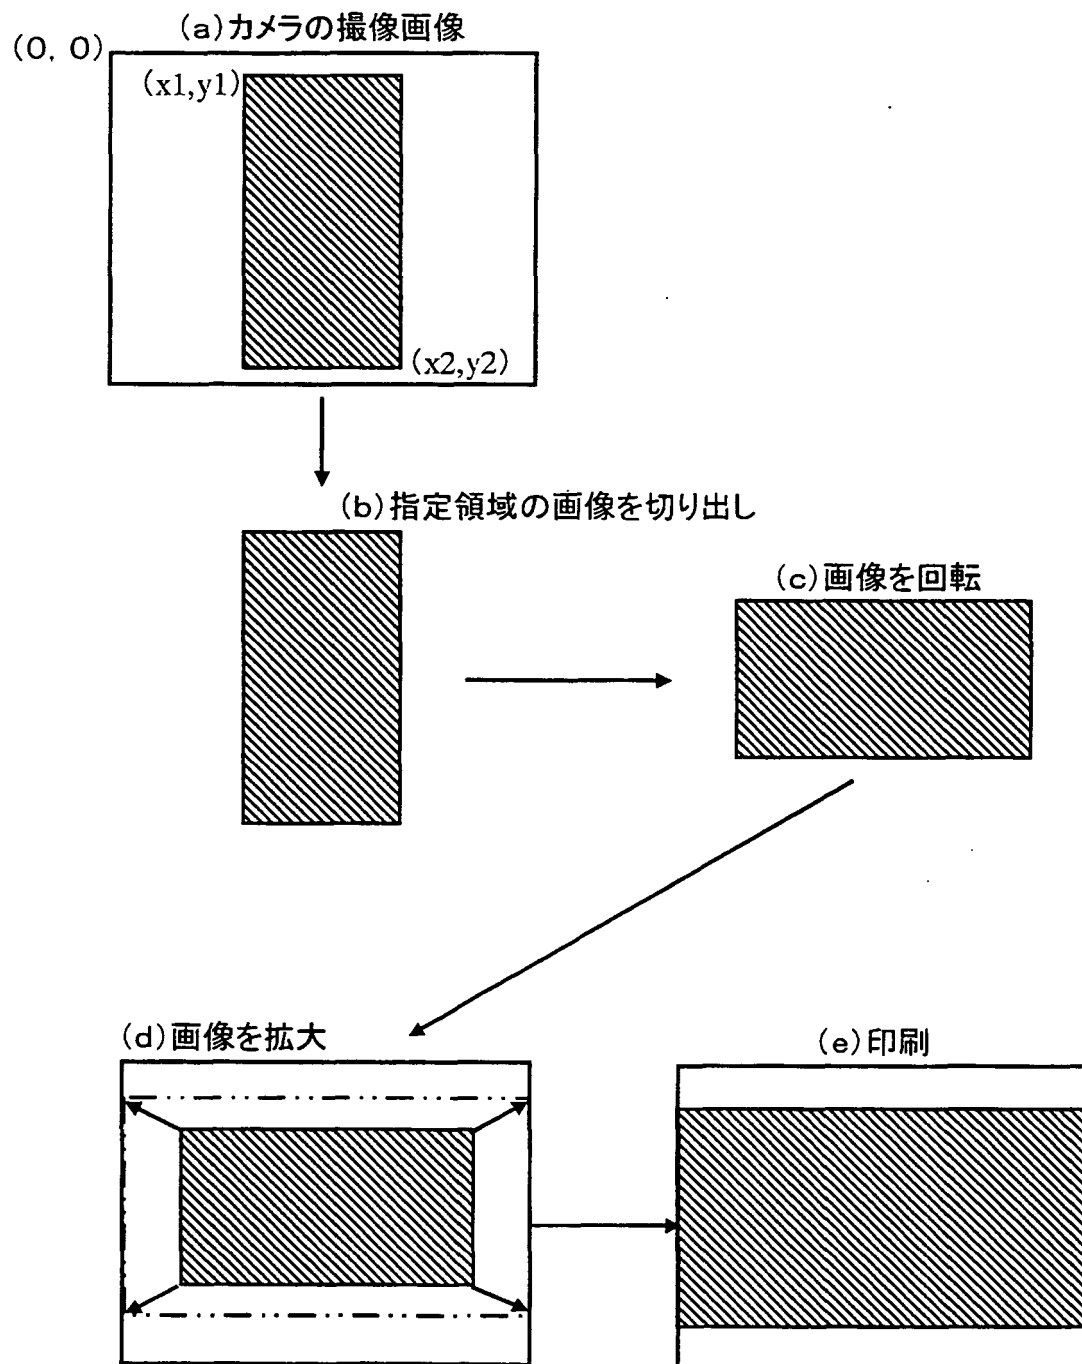 (a)カメラの撮像画像
(0, 0)
(x1,y1)
(x2,y2)
(b)指定領域の画像を切り出し
(c)画像を回転
(d)画像を拡大
(e)印刷